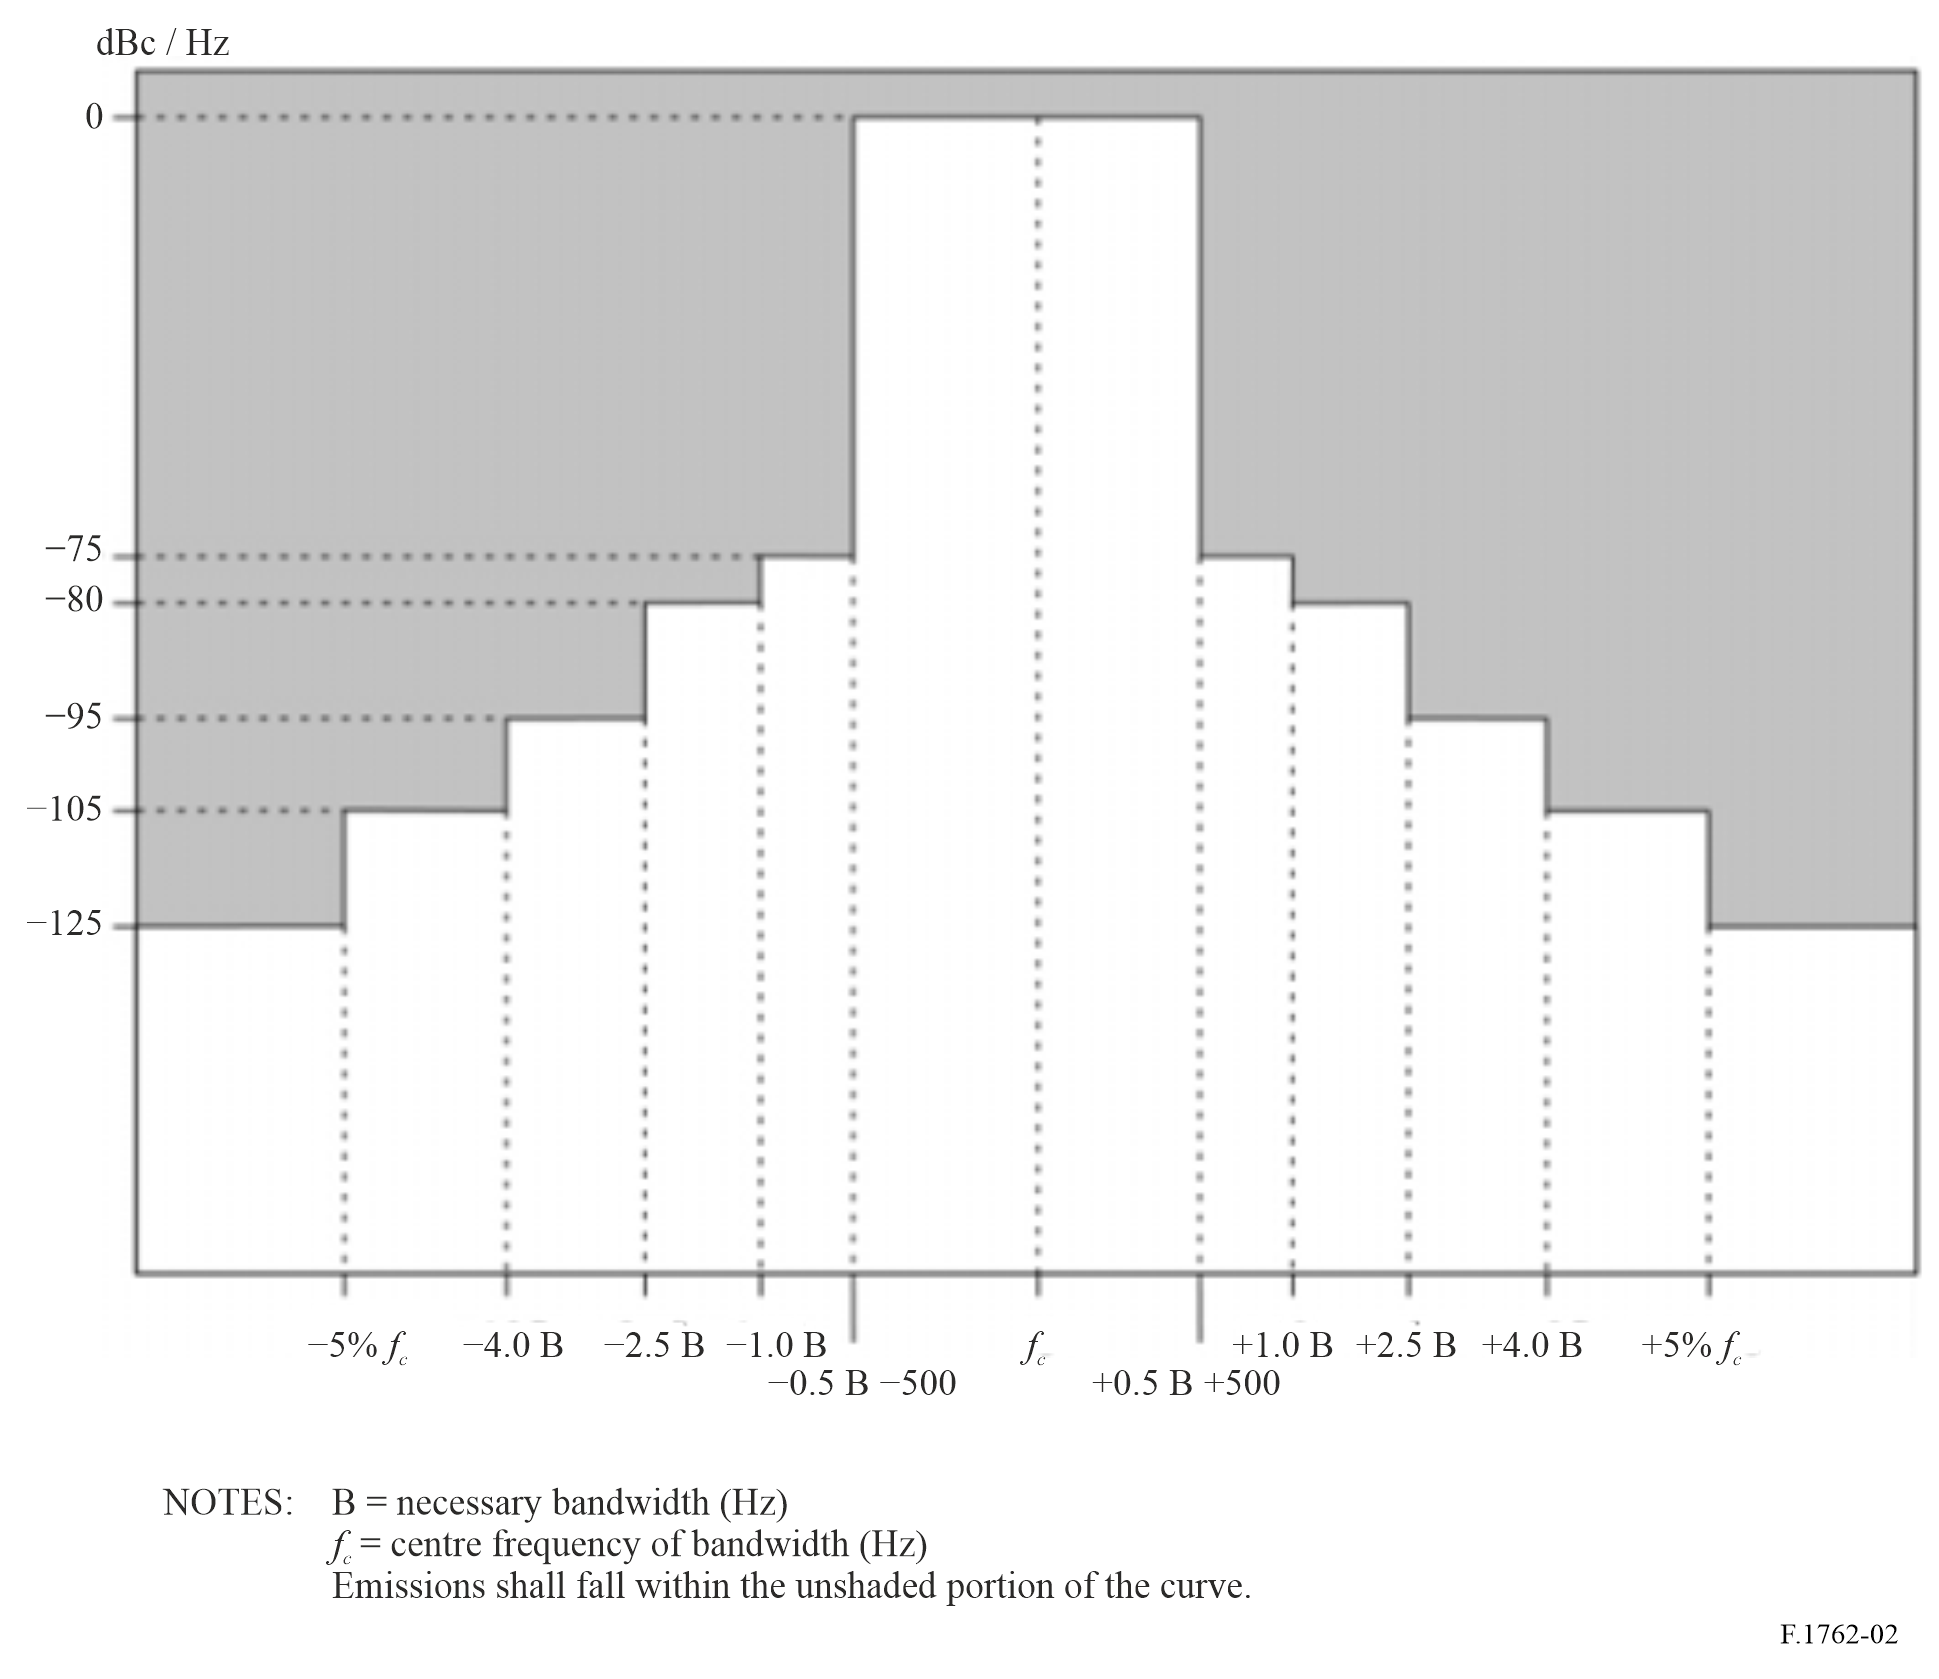 dBc / Hz
0
−75
−80
−95
−105
−125
−5% fc −4.0 B −2.5 B −1.0 B fc +1.0 B +2.5 B +4.0 B +5% fc
−0.5 B −500 +0.5 B +500
NOTES: B = necessary bandwidth (Hz)
fc = centre frequency of bandwidth (Hz)
Emissions shall fall within the unshaded portion of the curve.
F.1762-02